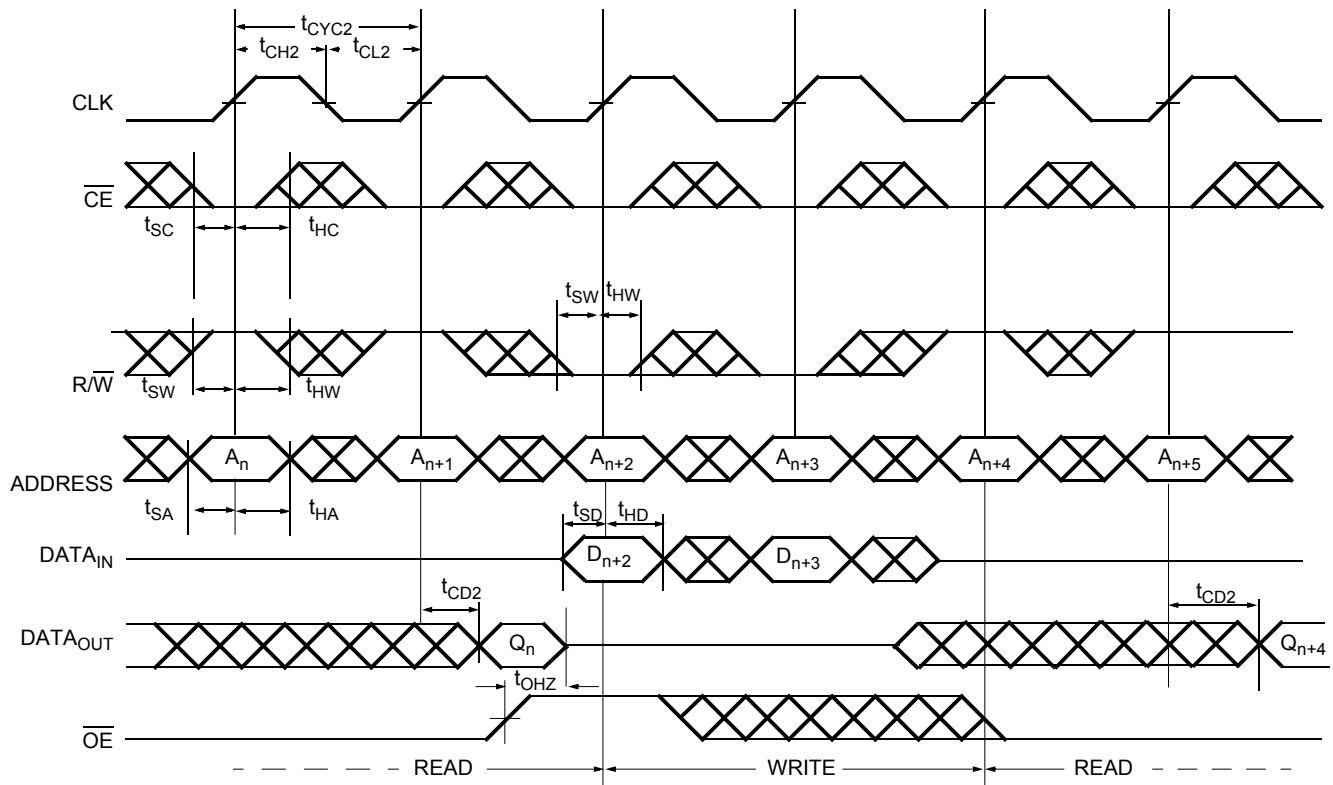 tCYC2
tCH2 tCL2
CLK
CE
tSC tHC
tSW tHW
R/W
tSW tHW
An An+1 An+2 An+3 An+4 An+5
ADDRESS
tSA tHA
tSD tHD
DATAIN
Dn+2 Dn+3
tCD2 tCD2
DATAOUT
Qn Qn+4
tOHZ
OE
READ WRITE READ